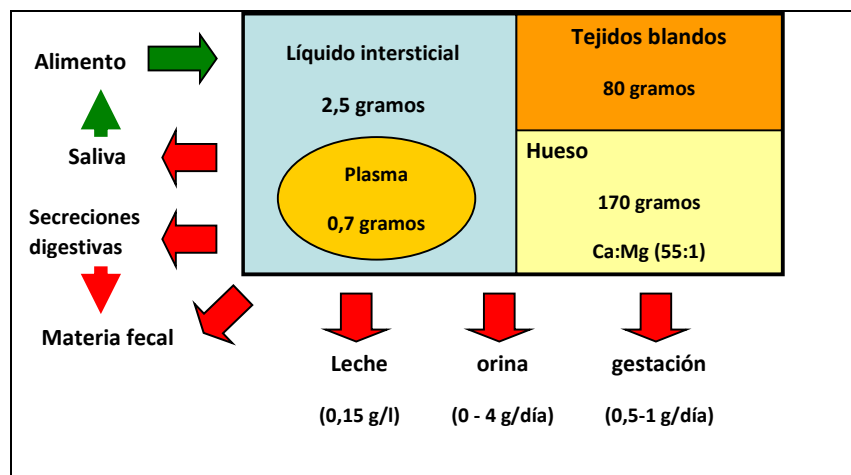 Alimento
Saliva
Secreciones
digestivas
Materia fecal
Líquido intersticial
2,5 gramos
Plasma
0,7 gramos
Tejidos blandos
80 gramos
Hueso
170 gramos
Ca:Mg (55:1)
Leche
(0,15 g/l)
orina
(0 - 4 g/día)
gestación
(0,5-1 g/día)